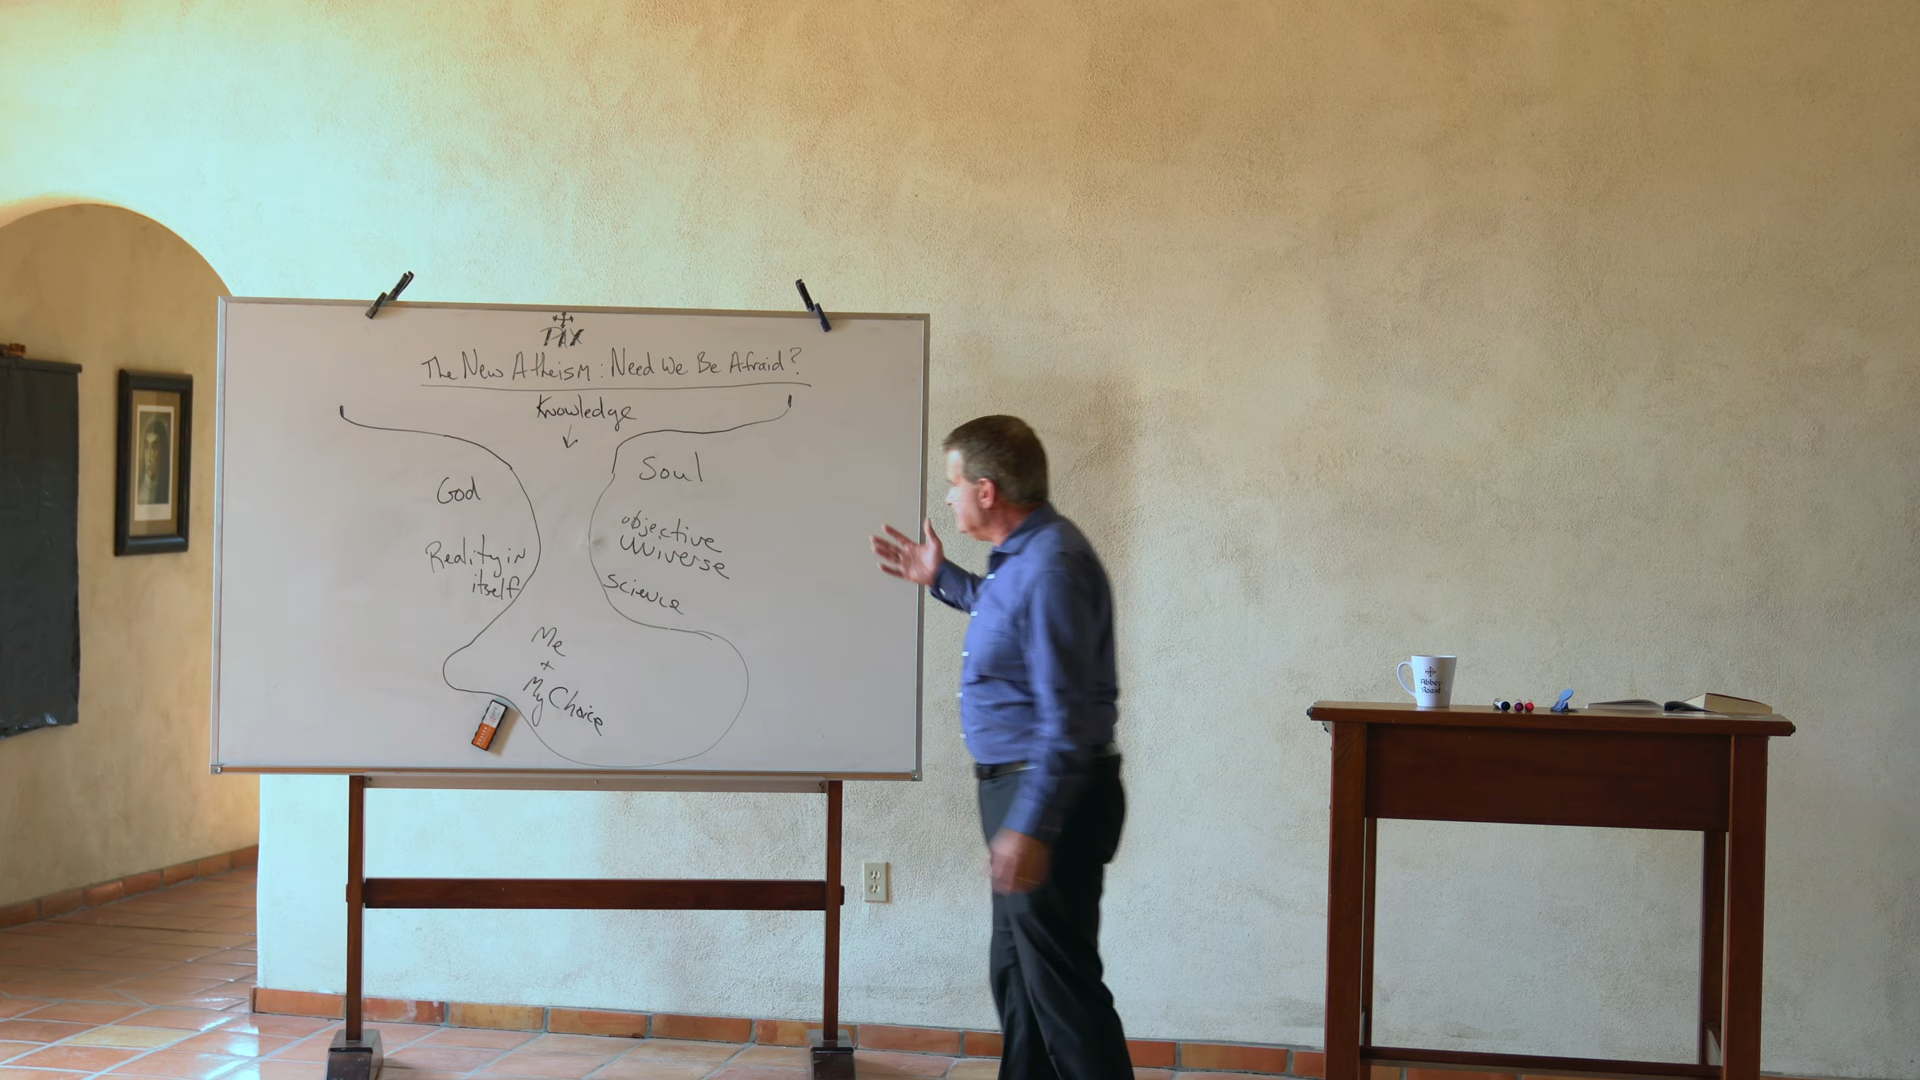 PAX
The New Atheism: Need We Be Afraid?
Knowledge
God
Soul
Reality in
itself
objective
universe
science
Me
+
My Choice
Abbey
Roast